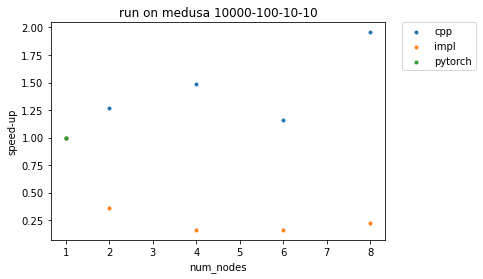 run on medusa 10000-100-10-10
cpp
impl
pytorch
2.00
1.75
1.50
1.25
1.00
0.75
0.50
0.25
speed-up
1 2 3 4 5 6 7 8
num_nodes